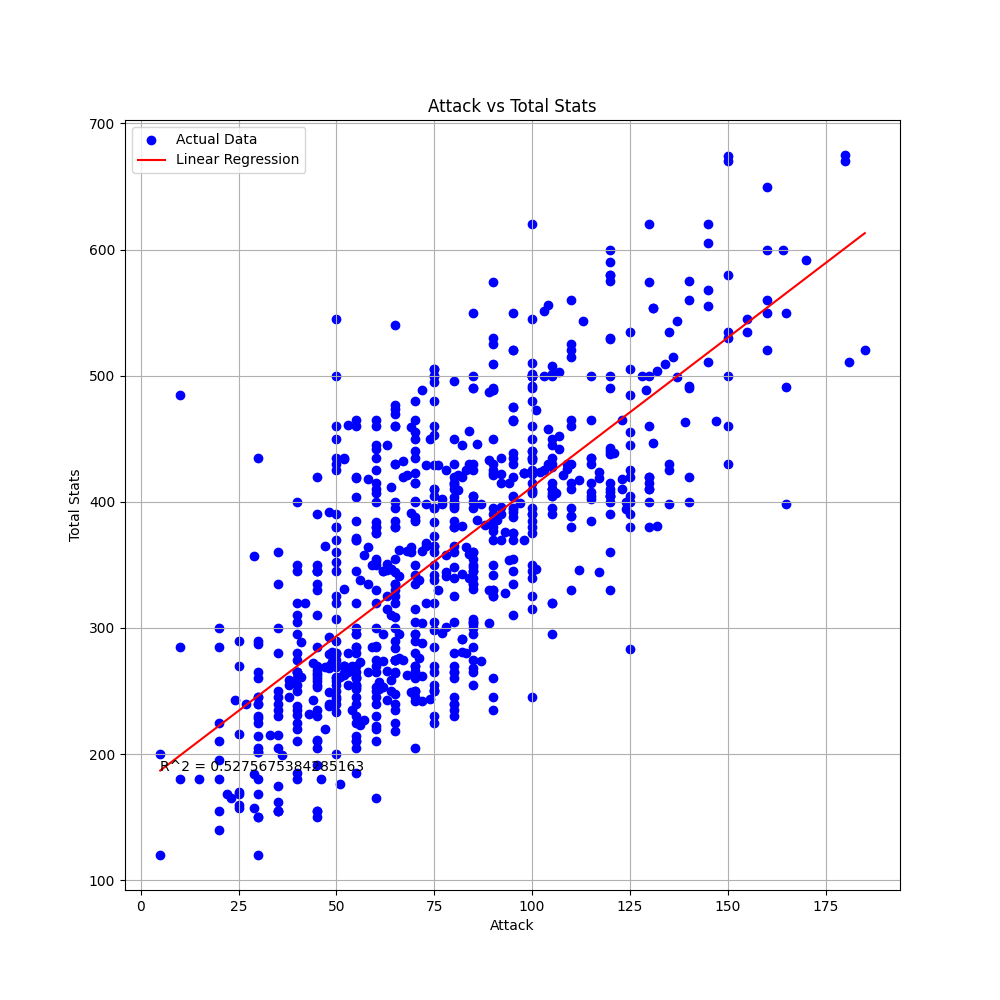 Attack vs Total Stats
Actual Data
Linear Regression
700
600
500
400
300
200
100
Total Stats
R^2 = 0.5275675384285163
0 25 50 75 100 125 150 175
Attack